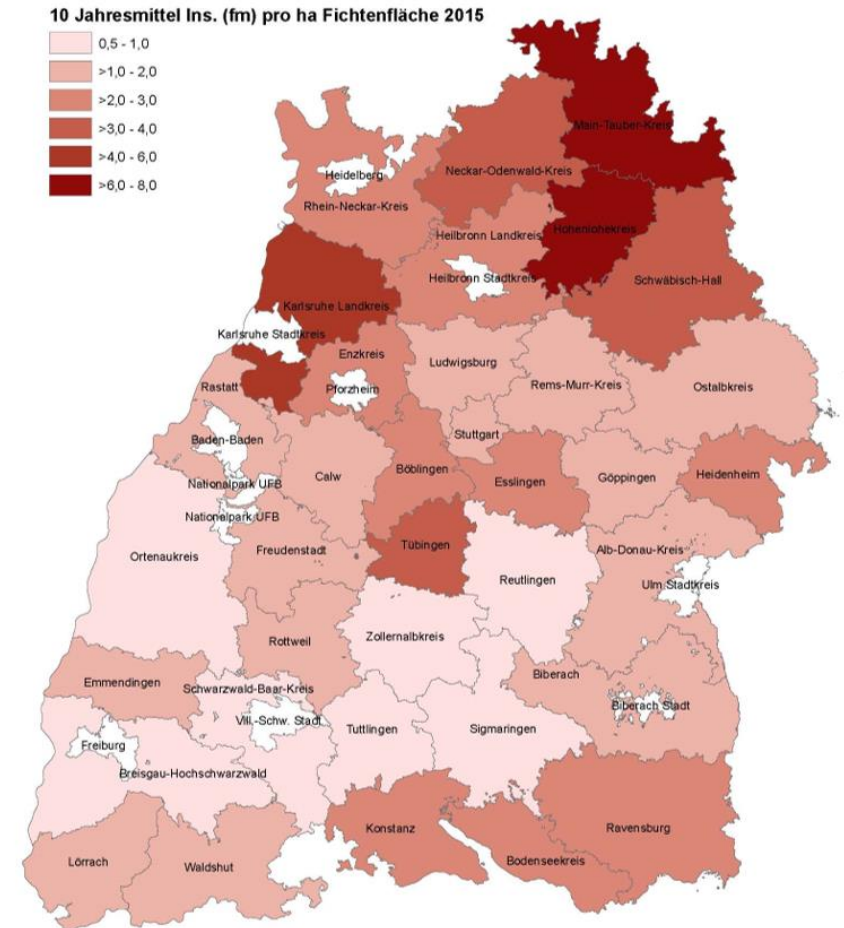 10 Jahresmittel Ins. (fm) pro ha Fichtenfläche 2015
0,5 - 1,0
>1,0 - 2,0
>2,0 - 3,0
>3,0 - 4,0
>4,0 - 6,0
>6,0 - 8,0
Main-Tauber-Kreis
Neckar-Odenwald-Kreis
Heidelberg
Rhein-Neckar-Kreis
Hohenlohekreis
Heilbronn Landkreis
Heilbronn Stadtkreis
Schwäbisch-Hall
Karlsruhe Landkreis
Karlsruhe Stadtkreis
Enzkreis
Ludwigsburg
Rastatt
Pforzheim
Rems-Murr-Kreis
Ostalbkreis
Stuttgart
Baden-Baden
Böblingen
Calw
Göppingen
Heidenheim
Nationalpark UFB
Esslingen
Nationalpark UFB
Tübingen
Freudenstadt
Alb-Donau-Kreis
Ortenaukreis
Reutlingen
Ulm Stadtkreis
Zollernalbkreis
Rottweil
Biberach
Emmendingen
Schwarzwald-Baar-Kreis
Biberach Stadt
Vill.-Schw. Stadt
Tuttlingen
Sigmaringen
Freiburg
Breisgau-Hochschwarzwald
Konstanz
Ravensburg
Lörrach
Waldshut
Bodenseekreis